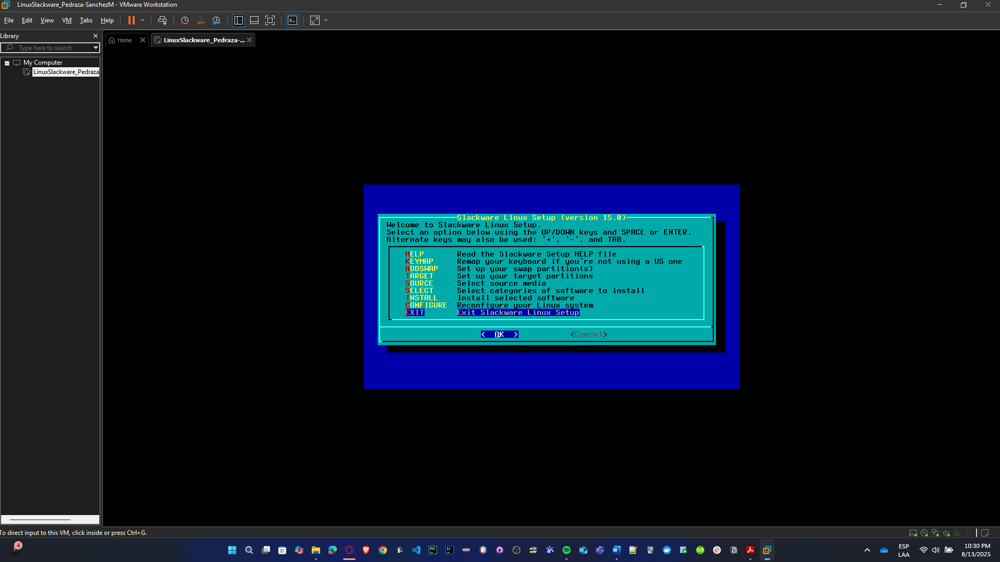 LinuxSlackware_Pedraza-SanchezM - VMware Workstation
File Edit View VM Tabs Help
Library
Type here to search
My Computer
LinuxSlackware_Pedraza
Home
LinuxSlackware_Pedraza-...
Slackware Linux Setup (version 15.0)
Welcome to Slackware Linux Setup.
Select an option below using the UP/DOWN keys and SPACE or ENTER.
Alternate keys may also be used: '+', '-', and TAB.
HELP Read the Slackware Setup HELP file
KEYMAP Remap your keyboard if you're not using a US one
ADDSWAP Set up your swap partition(s)
TARGET Set up your target partitions
SOURCE Select source media
SELECT Select categories of software to install
INSTALL Install selected software
CONFIGURE Reconfigure your Linux system
EXIT Exit Slackware Linux Setup
< OK > <Cancel>
To direct input to this VM, click inside or press Ctrl+G.
4
PC
IJ
ESP
LAA
10:30 PM
8/13/2025